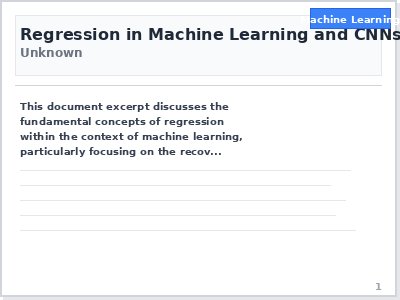 Machine Learning
Regression in Machine Learning and CNNs
Unknown
This document excerpt discusses the
fundamental concepts of regression
within the context of machine learning,
particularly focusing on the recov...
1